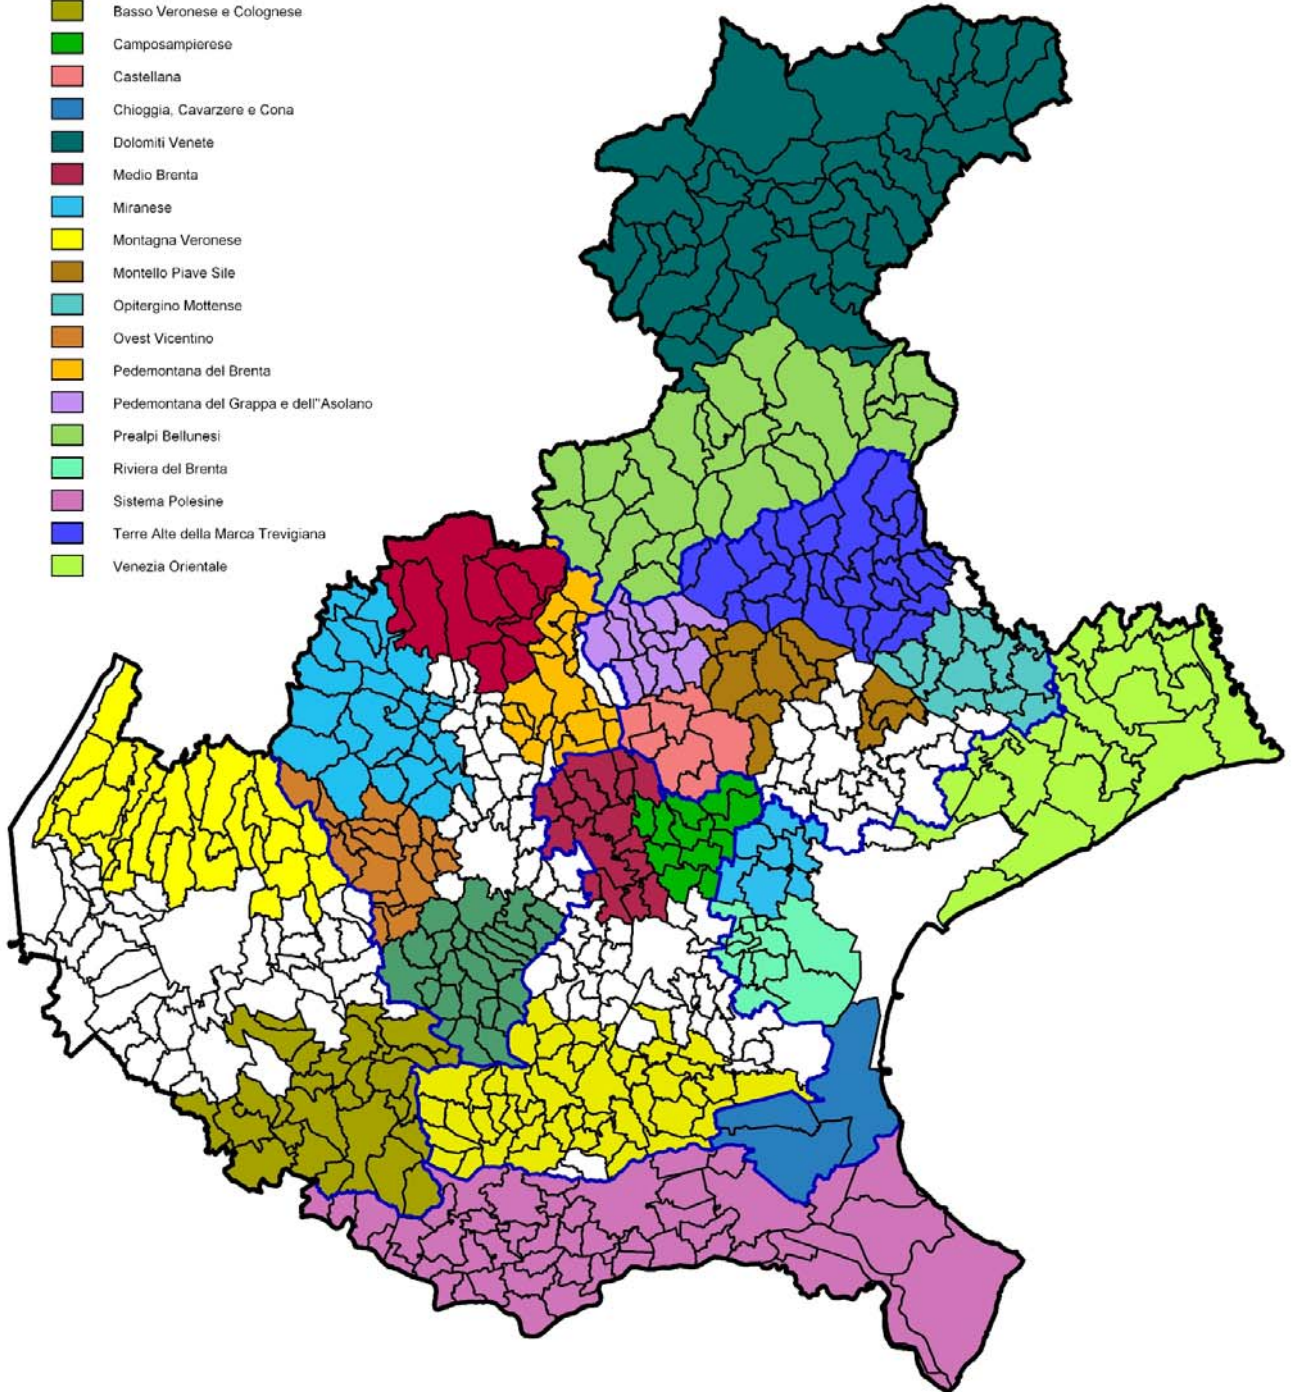 Basso Veronese e Colognese
Camposampierese
Castellana
Chioggia, Cavarzere e Cona
Dolomiti Venete
Medio Brenta
Miranese
Montagna Veronese
Montello Piave Sile
Opitergino Mottense
Ovest Vicentino
Pedemontana del Brenta
Pedemontana del Grappa e dell"Asolano
Prealpi Bellunesi
Riviera del Brenta
Sistema Polesine
Terre Alte della Marca Trevigiana
Venezia Orientale